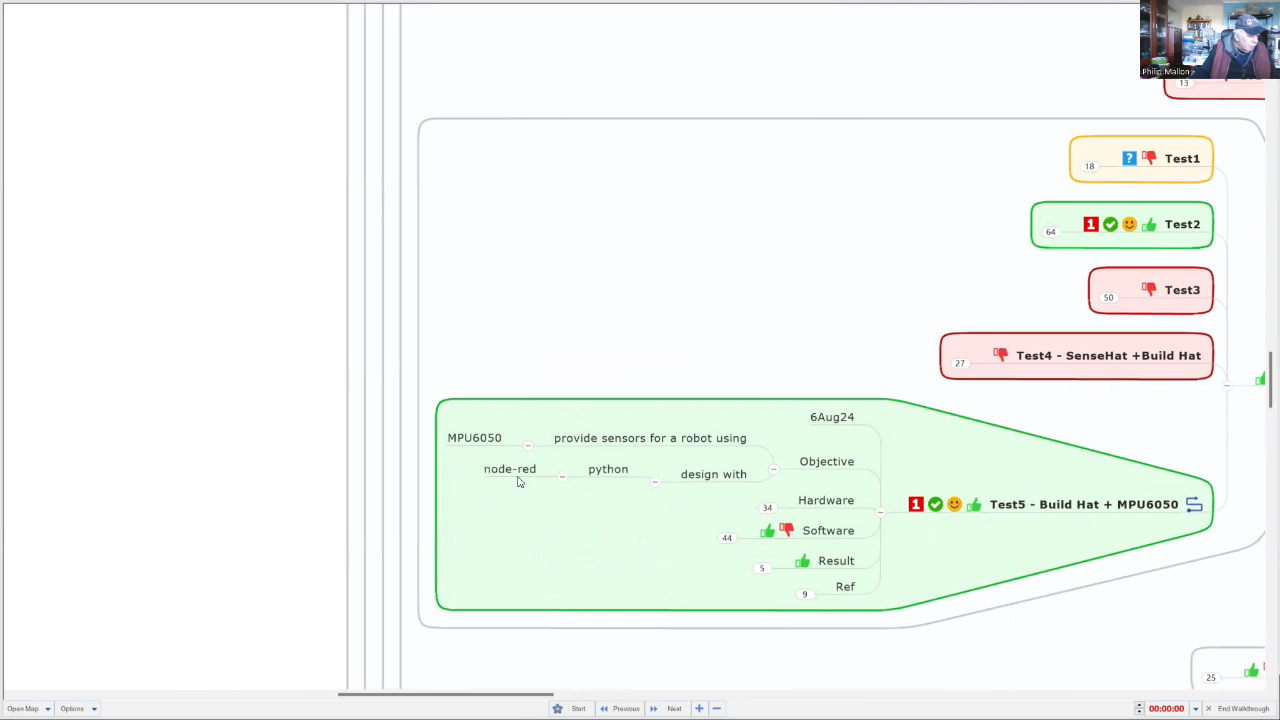 Philip Mallon
13
18 ? Test1
64 1 Test2
50 Test3
27 Test4 - SenseHat +Build Hat
6Aug24
MPU6050 provide sensors for a robot using
Objective
node-red python design with
Hardware
34
1 Test5 - Build Hat + MPU6050
Software
44
Result
5
Ref
9
25
Open Map Options Start Previous Next 00:00:00 End Walkthrough